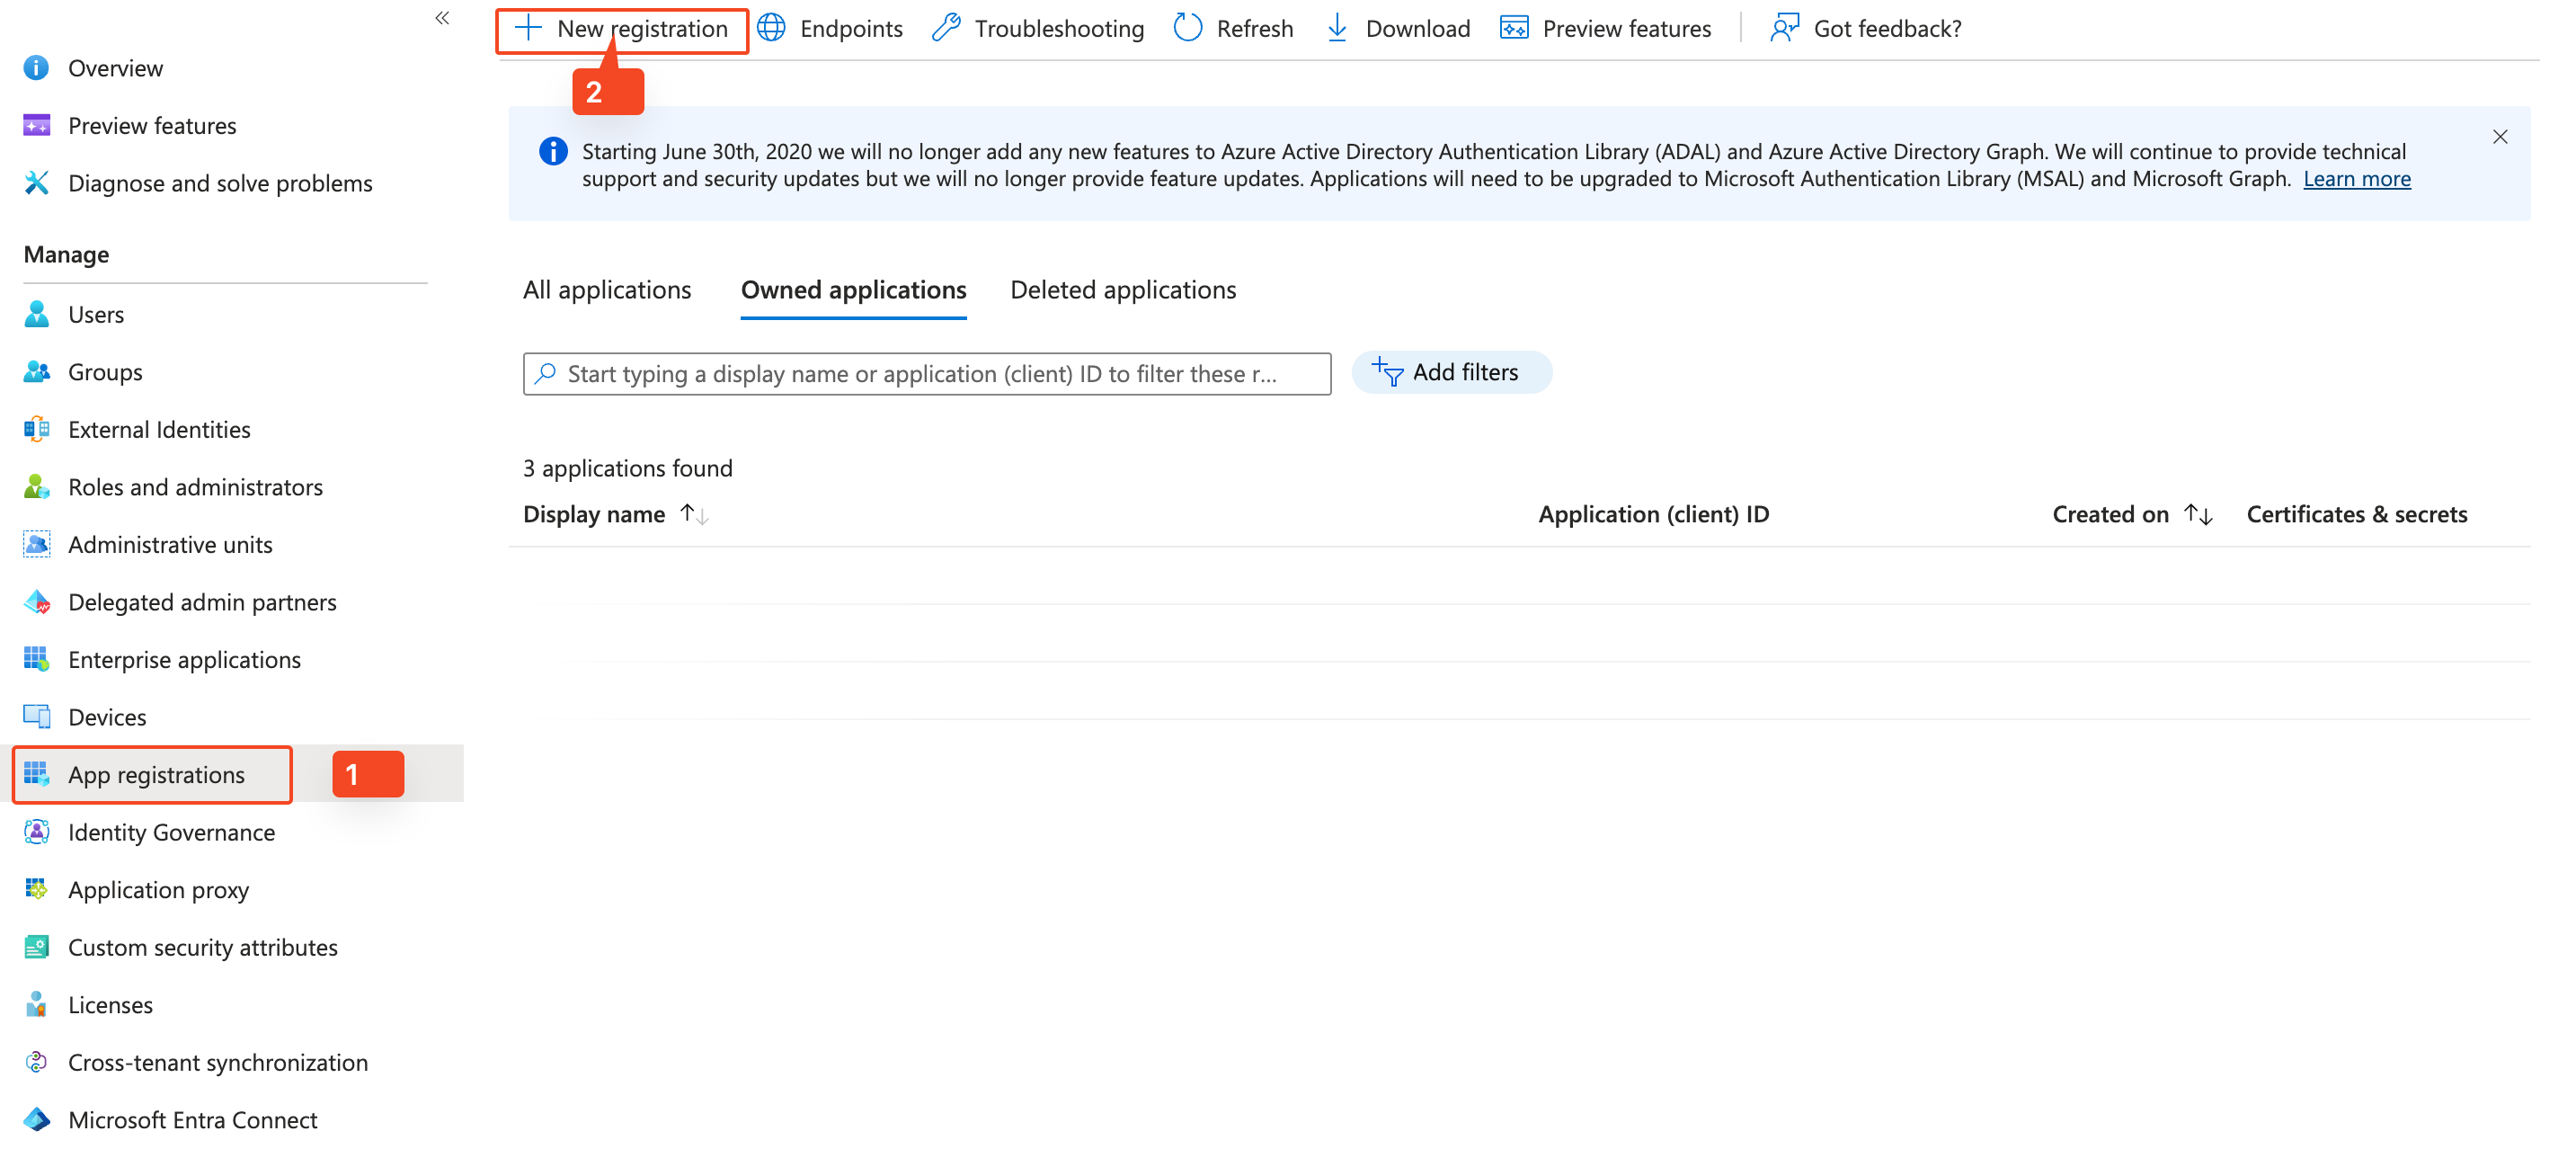 Overview
Preview features
Diagnose and solve problems
Manage
Users
Groups
External Identities
Roles and administrators
Administrative units
Delegated admin partners
Enterprise applications
Devices
App registrations
1
Identity Governance
Application proxy
Custom security attributes
Licenses
Cross-tenant synchronization
Microsoft Entra Connect
New registration Endpoints Troubleshooting Refresh Download Preview features Got feedback?
2
Starting June 30th, 2020 we will no longer add any new features to Azure Active Directory Authentication Library (ADAL) and Azure Active Directory Graph. We will continue to provide technical
support and security updates but we will no longer provide feature updates. Applications will need to be upgraded to Microsoft Authentication Library (MSAL) and Microsoft Graph. Learn more
All applications Owned applications Deleted applications
Start typing a display name or application (client) ID to filter these r... Add filters
3 applications found
Display name Application (client) ID Created on Certificates & secrets